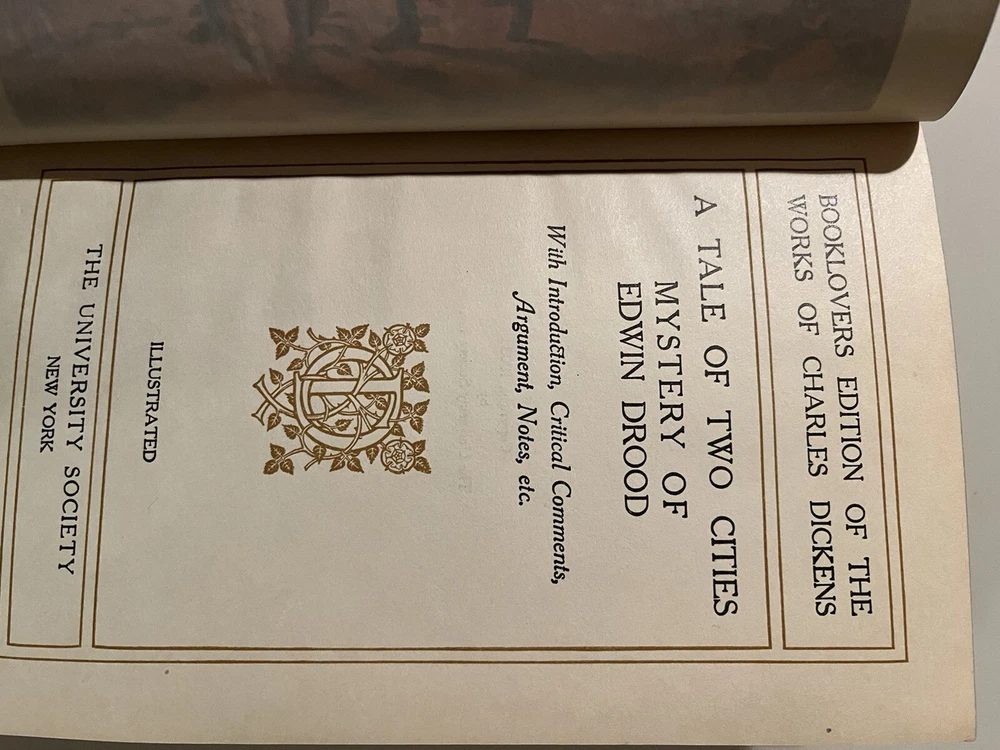 BOOKLOVERS EDITION OF THE
WORKS OF CHARLES DICKENS
A TALE OF TWO CITIES
MYSTERY OF
EDWIN DROOD
With Introduction, Critical Comments,
Argument, Notes, etc.
ILLUSTRATED
THE UNIVERSITY SOCIETY
NEW YORK